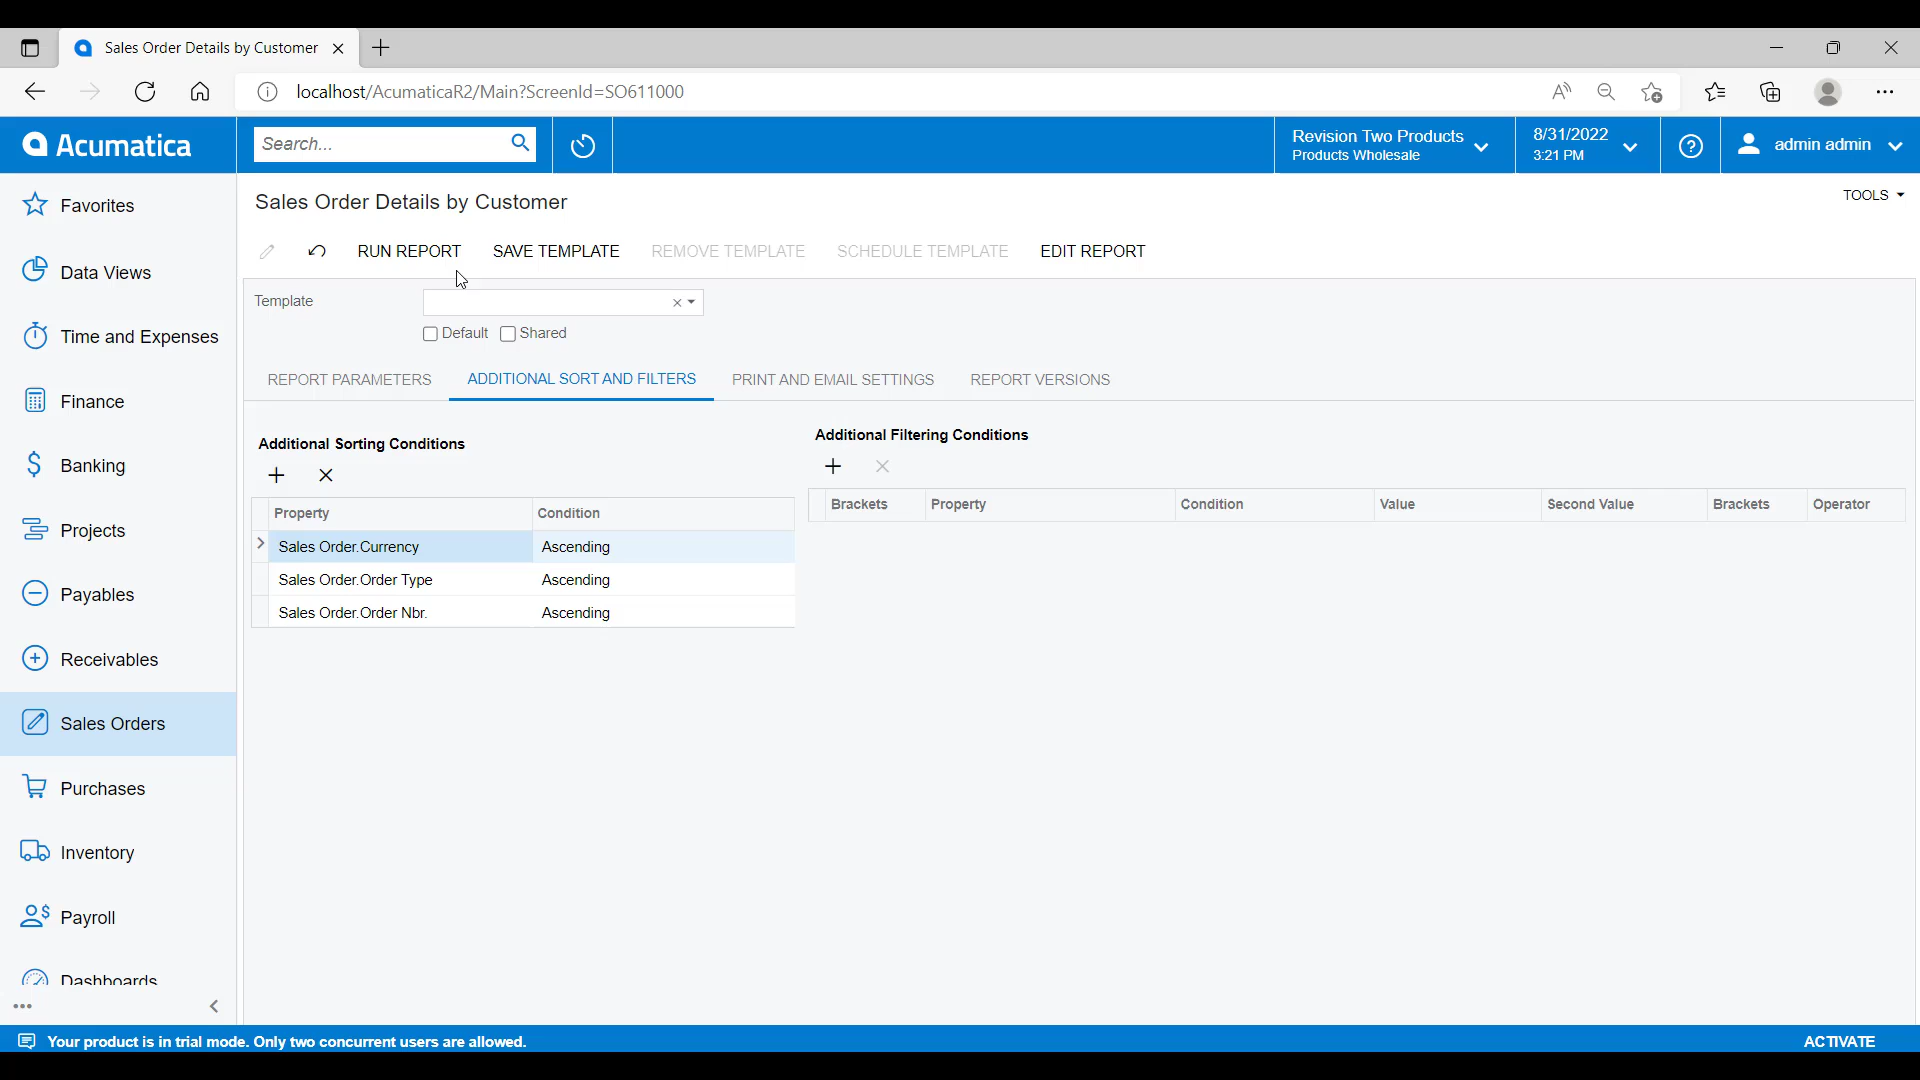 Sales Order Details by Customer
localhost/AcumaticaR2/Main?ScreenId=SO611000
Acumatica
Search...
Revision Two Products
Products Wholesale
8/31/2022
3:21 PM
admin admin
Favorites
Data Views
Time and Expenses
Finance
Banking
Projects
Payables
Receivables
Sales Orders
Purchases
Inventory
Payroll
Dashboards
Sales Order Details by Customer
TOOLS
RUN REPORT SAVE TEMPLATE REMOVE TEMPLATE SCHEDULE TEMPLATE EDIT REPORT
Template
Default Shared
REPORT PARAMETERS ADDITIONAL SORT AND FILTERS PRINT AND EMAIL SETTINGS REPORT VERSIONS
Additional Sorting Conditions
Property Condition
Sales Order.Currency Ascending
Sales Order.Order Type Ascending
Sales Order.Order Nbr. Ascending
Additional Filtering Conditions
Brackets Property Condition Value Second Value Brackets Operator
Your product is in trial mode. Only two concurrent users are allowed.
ACTIVATE